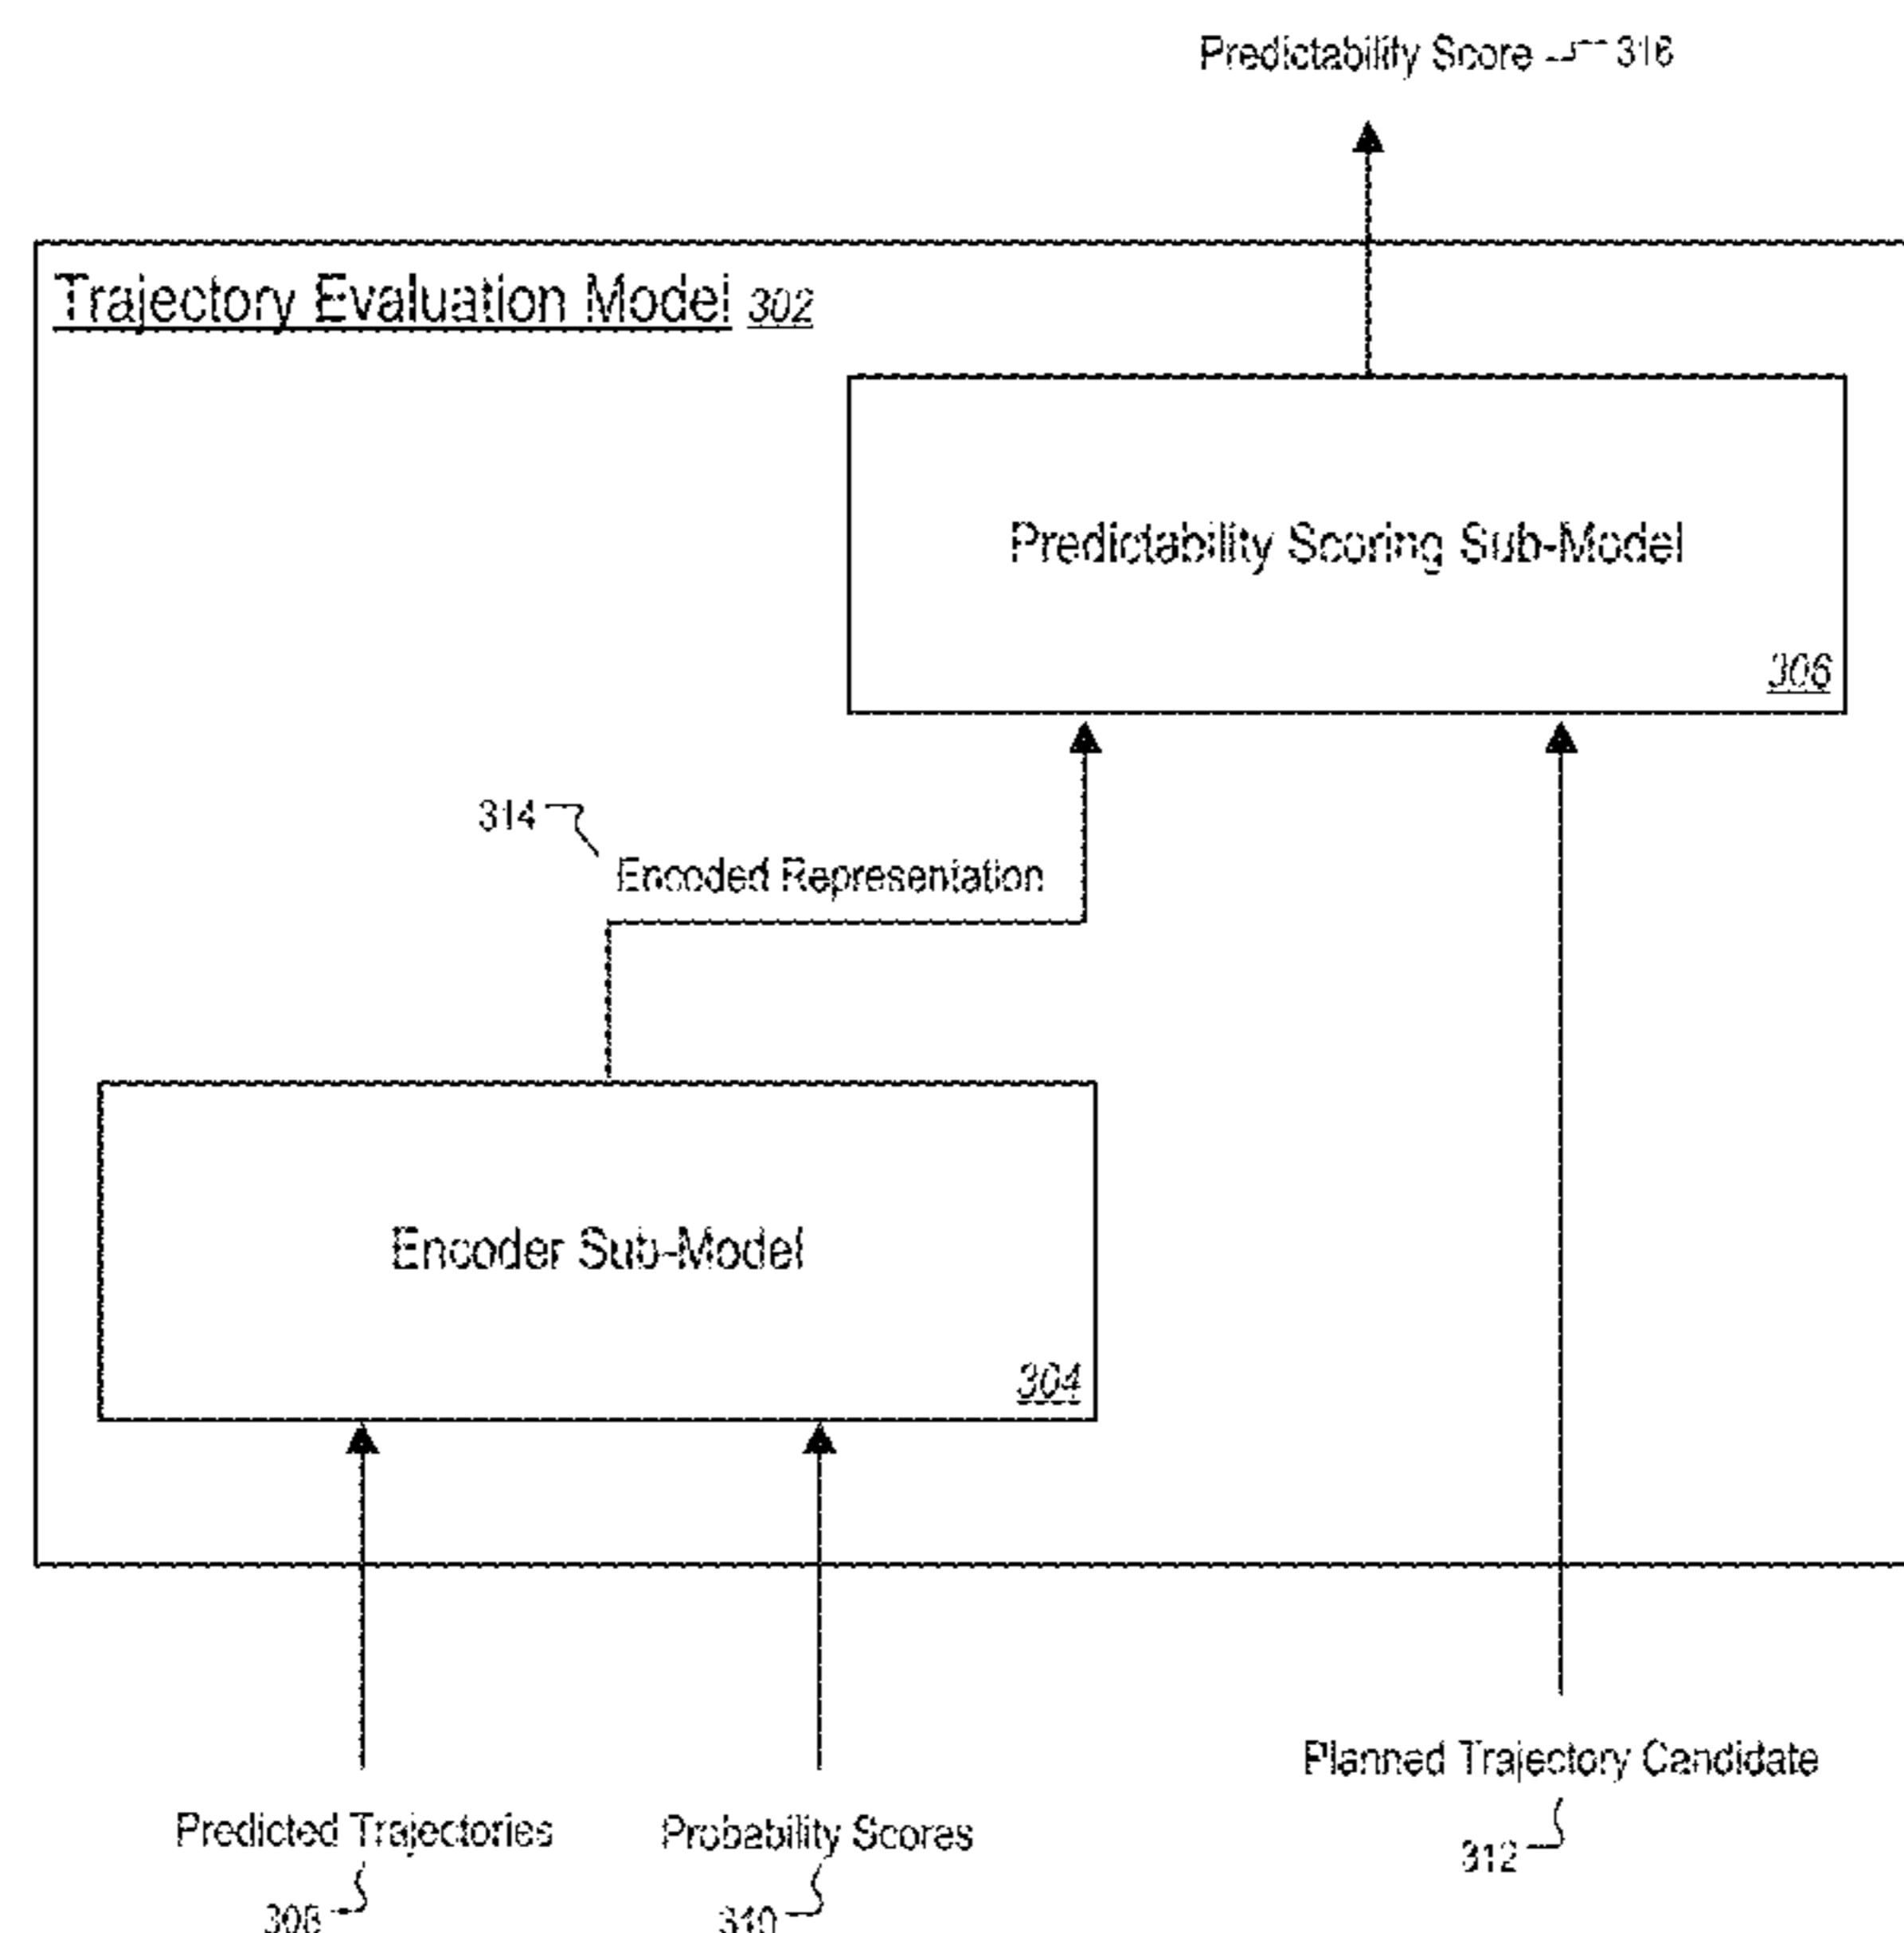 Predictability Score 316
Trajectory Evaluation Model 302
Predictability Scoring Sub-Model
306
314
Encoded Representation
Encoder Sub-Model
304
Planned Trajectory Candidate
312
Predicted Trajectories
Probability Scores
308
310